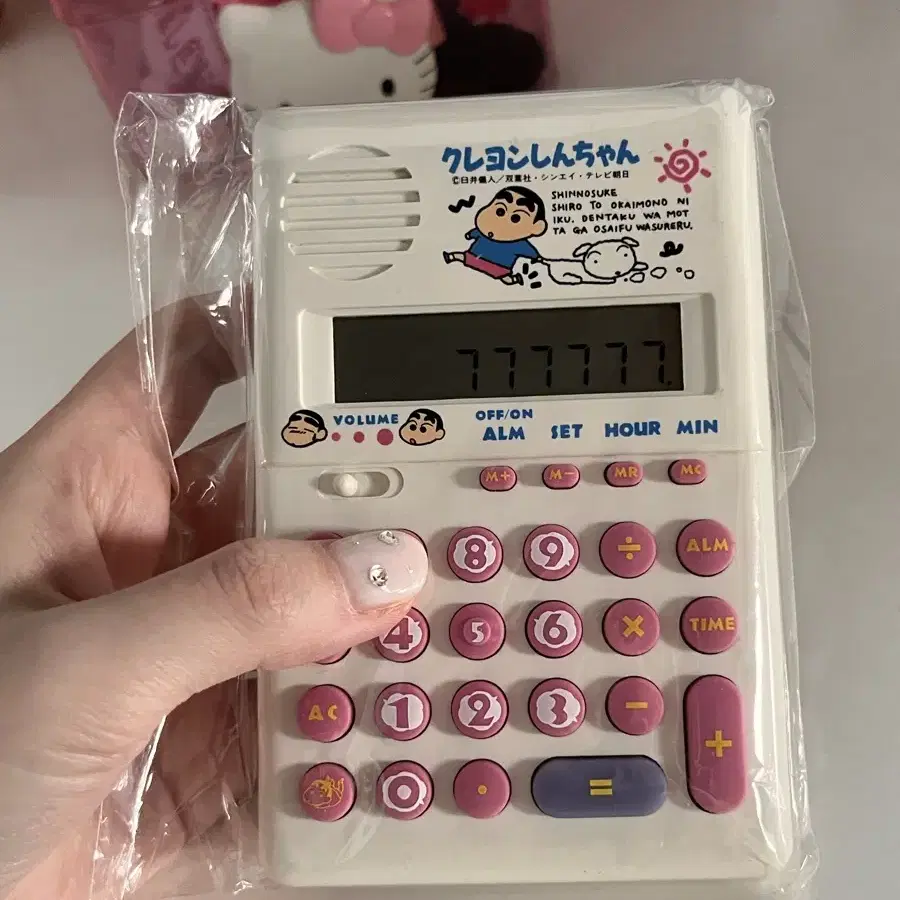 クレヨンしんちゃん
©臼井儀人/双葉社・シンエイ・テレビ朝日
SHINNOSUKE
SHIRO TO OKAIMONO NI
IKU. DENTAKU WA MOT
TA GA OSAIFU WASURERU.
777777.
VOLUME
OFF/ON
ALM SET HOUR MIN
M+ M- MR MC
8 9 ÷ ALM
4 5 6 × TIME
AC 1 2 3 -
+
0 . =